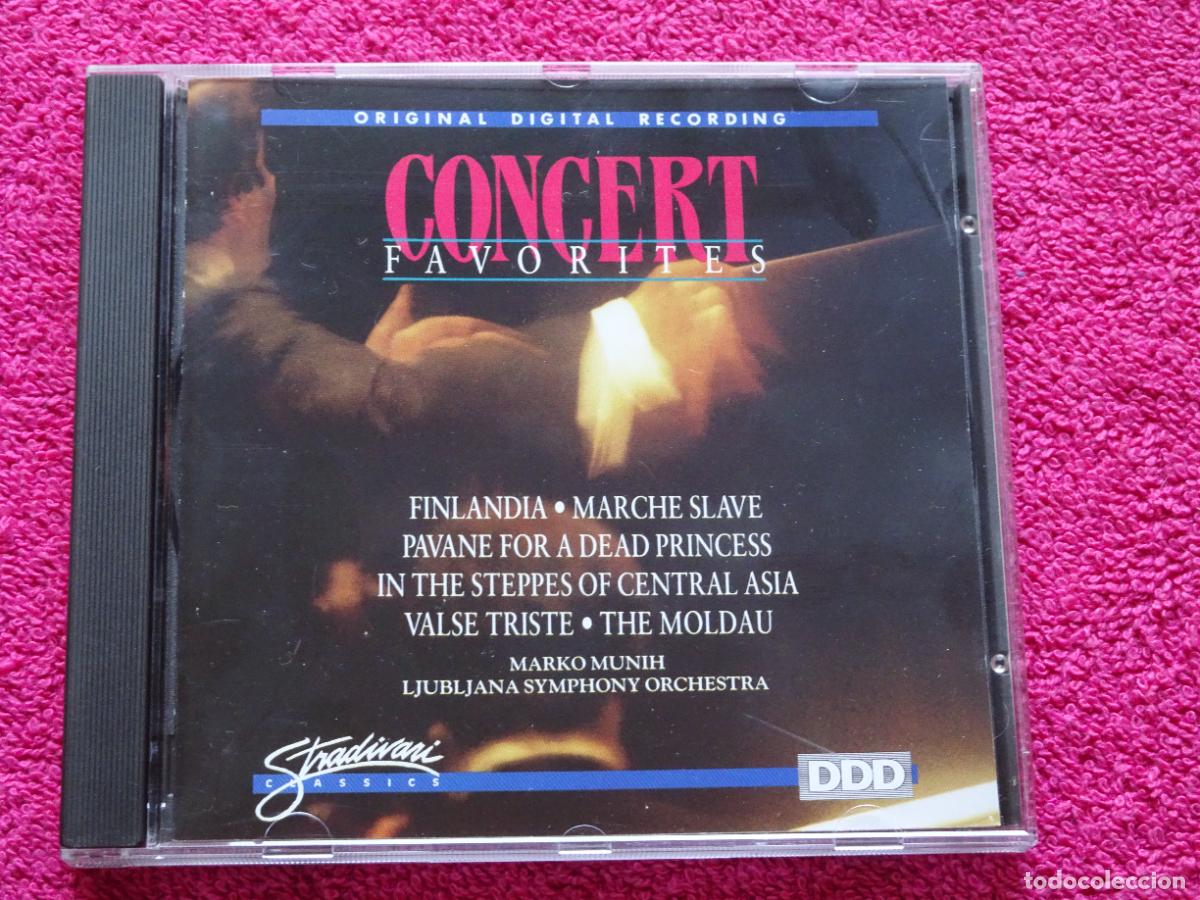 ORIGINAL DIGITAL RECORDING
CONCERT
FAVORITES
FINLANDIA • MARCHE SLAVE
PAVANE FOR A DEAD PRINCESS
IN THE STEPPES OF CENTRAL ASIA
VALSE TRISTE • THE MOLDAU
MARKO MUNIH
LJUBLJANA SYMPHONY ORCHESTRA
Stradivari
CLASSICS
DDD
todocoleccion